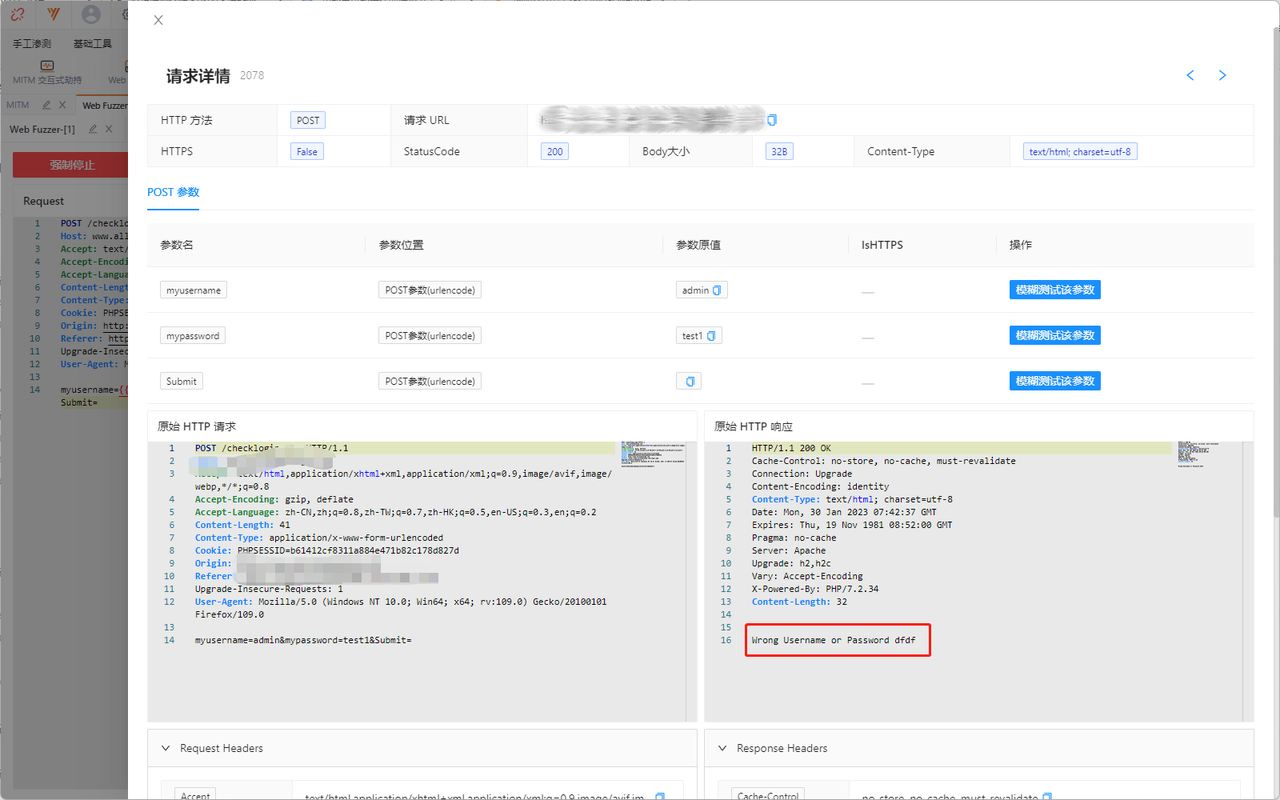 手工渗测 基础工具
MITM 交互式劫持 Web
MITM Web Fuzzer
Web Fuzzer-[1]
强制停止
Request
1 POST /checklo
2 Host: www.all
3 Accept: text/
4 Accept-Encodi
5 Accept-Langua
6 Content-Lengt
7 Content-Type:
8 Cookie: PHPSE
9 Origin: http:
10 Referer: http
11 Upgrade-Insec
12 User-Agent: M
13
14 myusername={{
Submit=
请求详情 2078
HTTP 方法 POST 请求 URL
HTTPS False StatusCode 200 Body大小 32B Content-Type text/html; charset=utf-8
POST 参数
参数名 参数位置 参数原值 IsHTTPS 操作
myusername POST参数(urlencode) admin __ 模糊测试该参数
mypassword POST参数(urlencode) test1 __ 模糊测试该参数
Submit POST参数(urlencode) __ 模糊测试该参数
原始 HTTP 请求
1 POST /checklogin HTTP/1.1
2
3 text/html,application/xhtml+xml,application/xml;q=0.9,image/avif,image/
webp,*/*;q=0.8
4 Accept-Encoding: gzip, deflate
5 Accept-Language: zh-CN,zh;q=0.8,zh-TW;q=0.7,zh-HK;q=0.5,en-US;q=0.3,en;q=0.2
6 Content-Length: 41
7 Content-Type: application/x-www-form-urlencoded
8 Cookie: PHPSESSID=b61412cf8311a884e471b82c178d827d
9 Origin:
10 Referer
11 Upgrade-Insecure-Requests: 1
12 User-Agent: Mozilla/5.0 (Windows NT 10.0; Win64; x64; rv:109.0) Gecko/20100101
Firefox/109.0
13
14 myusername=admin&mypassword=test1&Submit=
原始 HTTP 响应
1 HTTP/1.1 200 OK
2 Cache-Control: no-store, no-cache, must-revalidate
3 Connection: Upgrade
4 Content-Encoding: identity
5 Content-Type: text/html; charset=utf-8
6 Date: Mon, 30 Jan 2023 07:42:37 GMT
7 Expires: Thu, 19 Nov 1981 08:52:00 GMT
8 Pragma: no-cache
9 Server: Apache
10 Upgrade: h2,h2c
11 Vary: Accept-Encoding
12 X-Powered-By: PHP/7.2.34
13 Content-Length: 32
14
15
16 Wrong Username or Password dfdf
Request Headers
Accept text/html,application/xhtml+xml,application/xml;q=0.9,image/avif,im
Response Headers
Cache-Control no-store, no-cache, must-revalidate